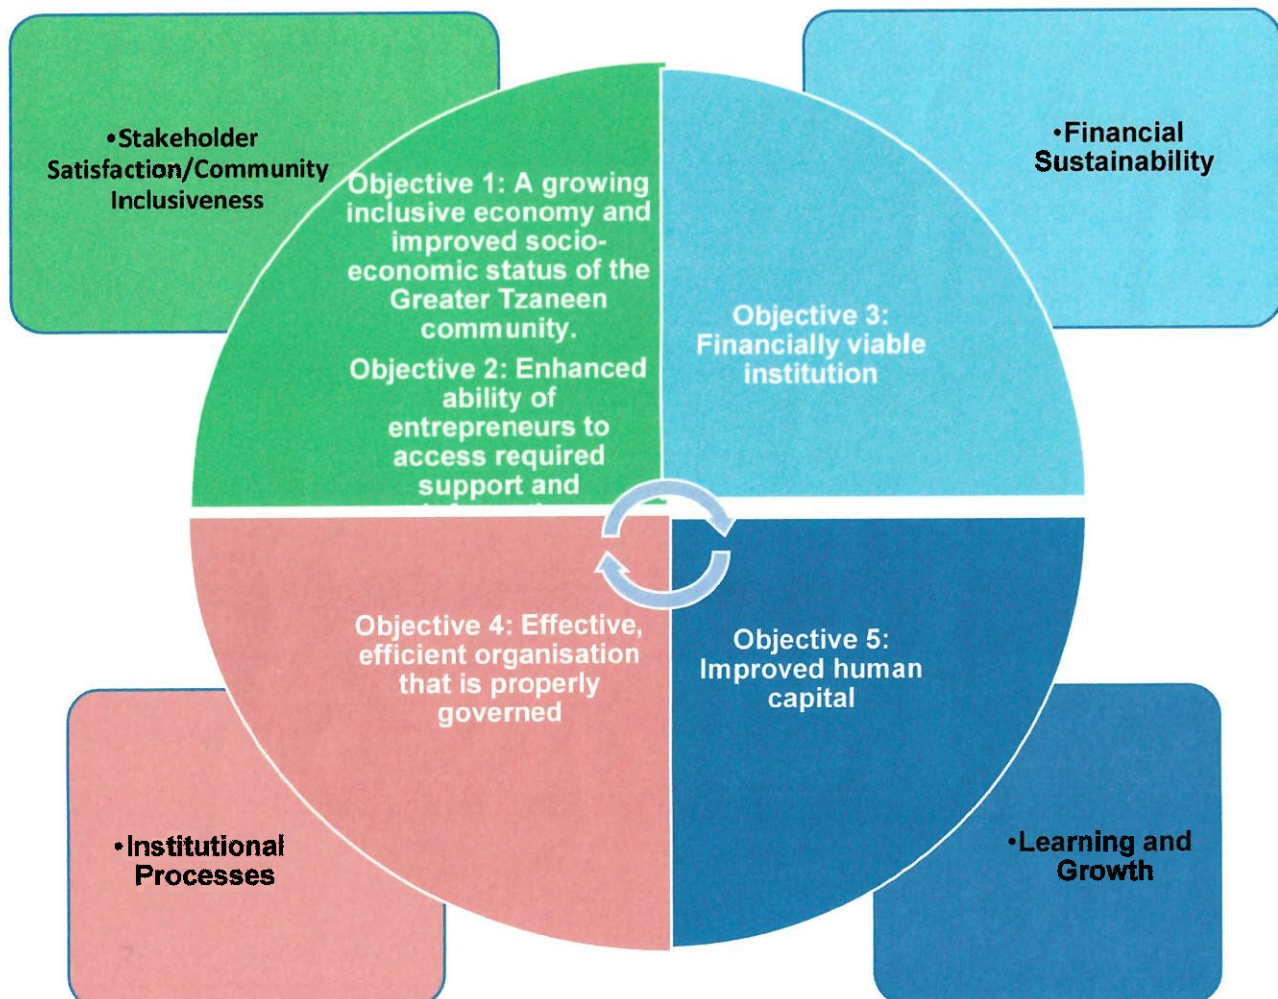 •Stakeholder
Satisfaction/Community
Inclusiveness
•Financial
Sustainability
Objective 1: A growing
inclusive economy and
improved socio-
economic status of the
Greater Tzaneen
community.
Objective 2: Enhanced
ability of
entrepreneurs to
access required
support and
Objective 3:
Financially viable
institution
Objective 4: Effective,
efficient organisation
that is properly
governed
Objective 5:
Improved human
capital
•Institutional
Processes
•Learning and
Growth